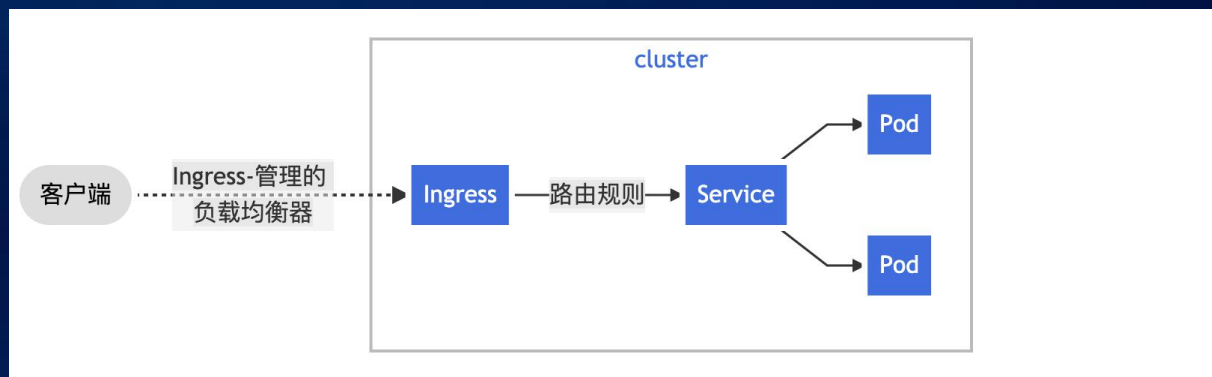 cluster
Pod
客户端
Ingress-管理的
负载均衡器
Ingress
路由规则
Service
Pod